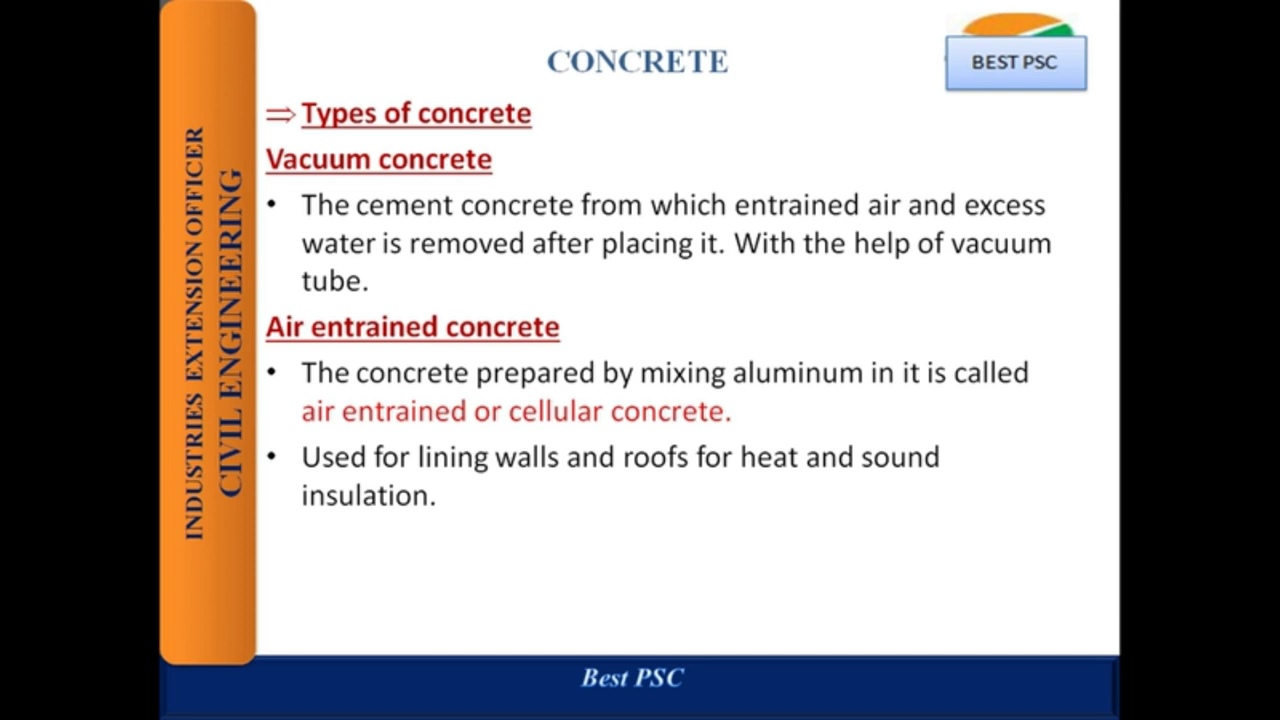 CONCRETE
BEST PSC
⇒ Types of concrete
Vacuum concrete
• The cement concrete from which entrained air and excess
water is removed after placing it. With the help of vacuum
tube.
Air entrained concrete
• The concrete prepared by mixing aluminum in it is called
air entrained or cellular concrete.
• Used for lining walls and roofs for heat and sound
insulation.
INDUSTRIES EXTENSION OFFICER
CIVIL ENGINEERING
Best PSC